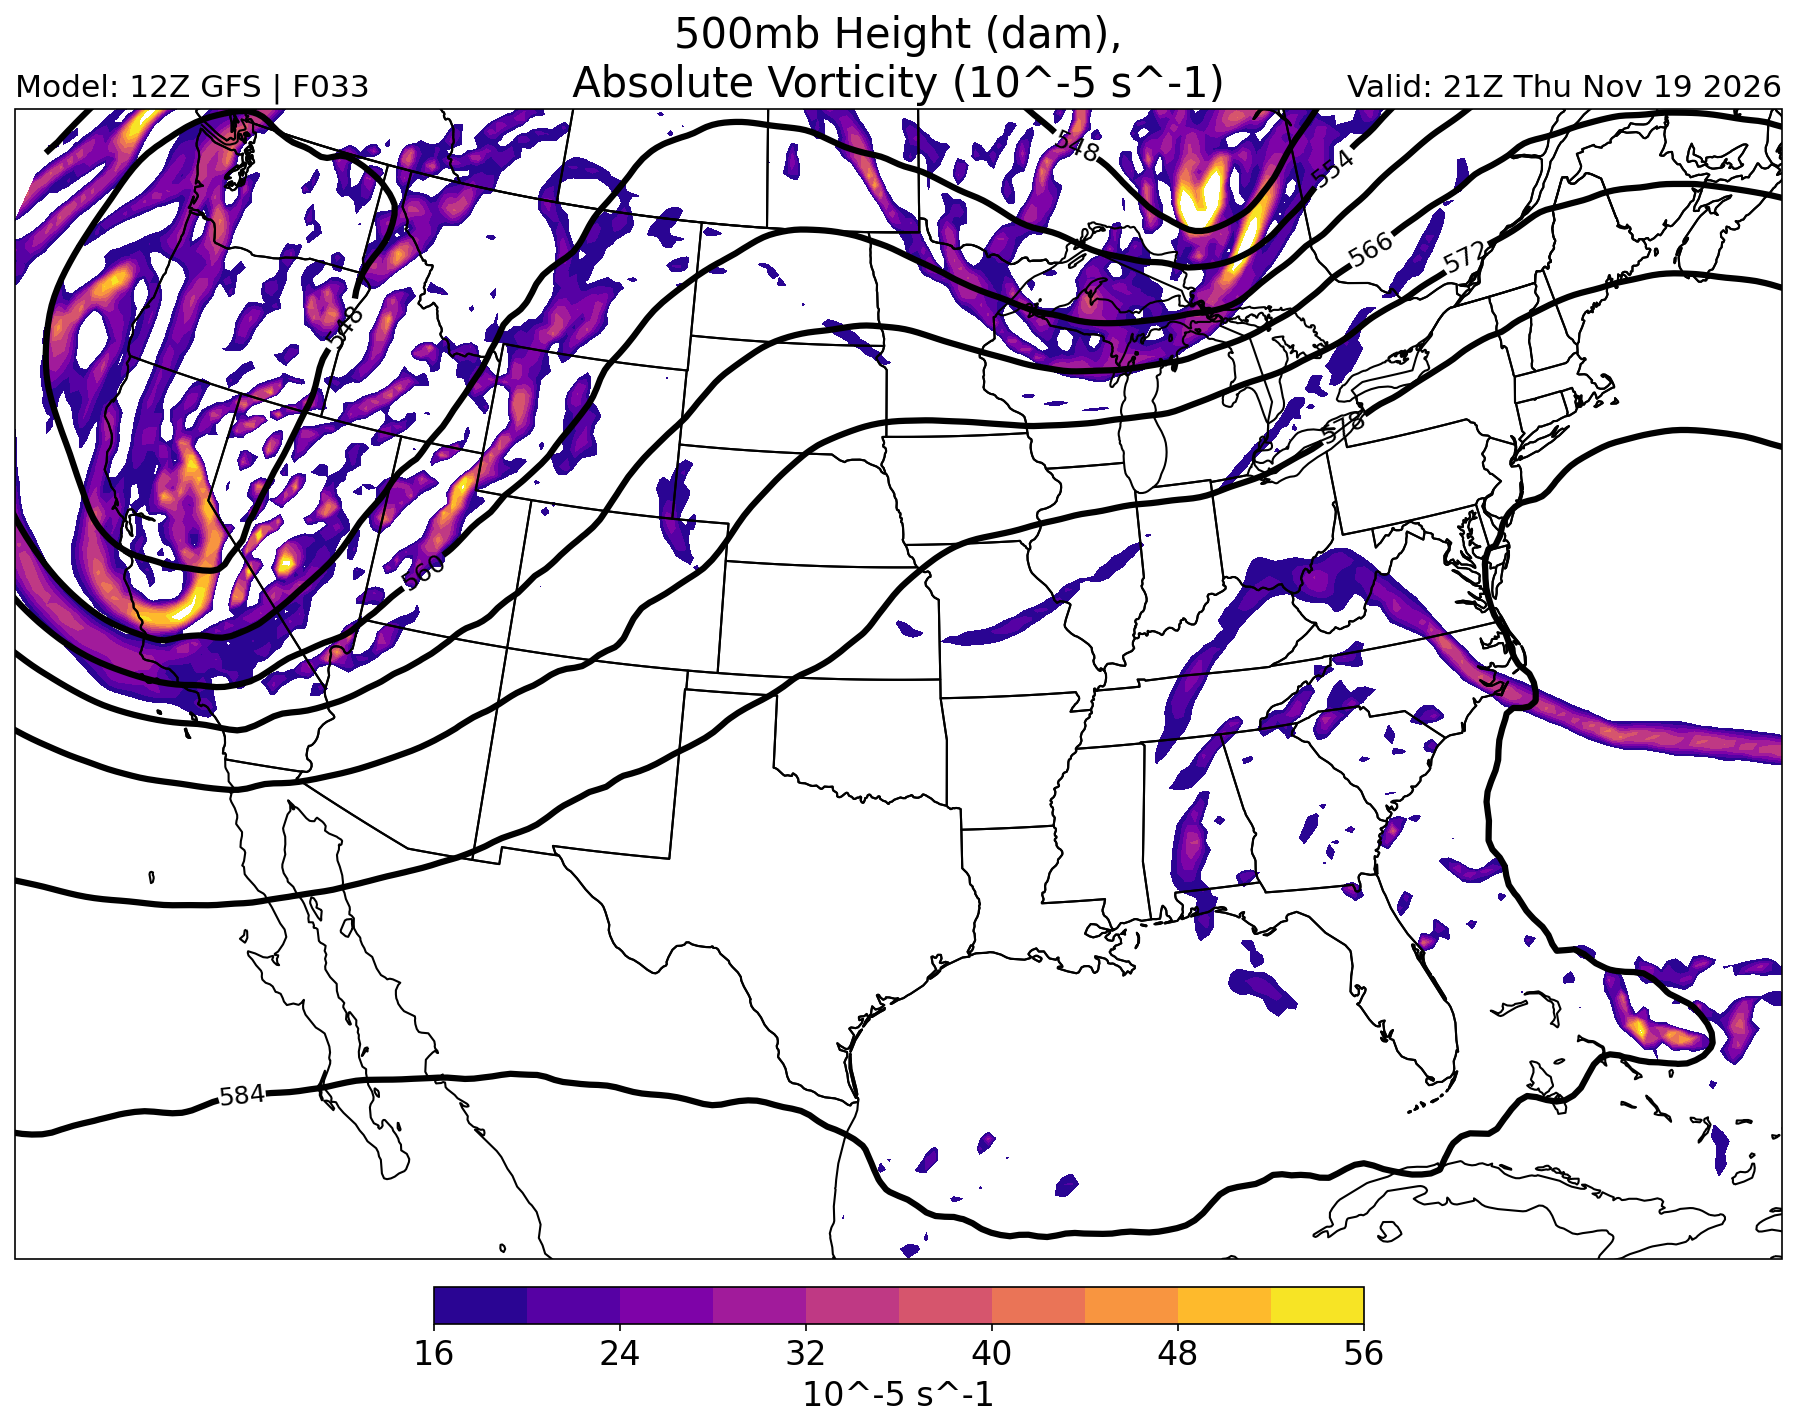 500mb Height (dam),
Model: 12Z GFS | F033
Absolute Vorticity (10^-5 s^-1)
Valid: 21Z Thu Nov 19 2026
548
554
566
572
548
578
560
584
16 24 32 40 48 56
10^-5 s^-1